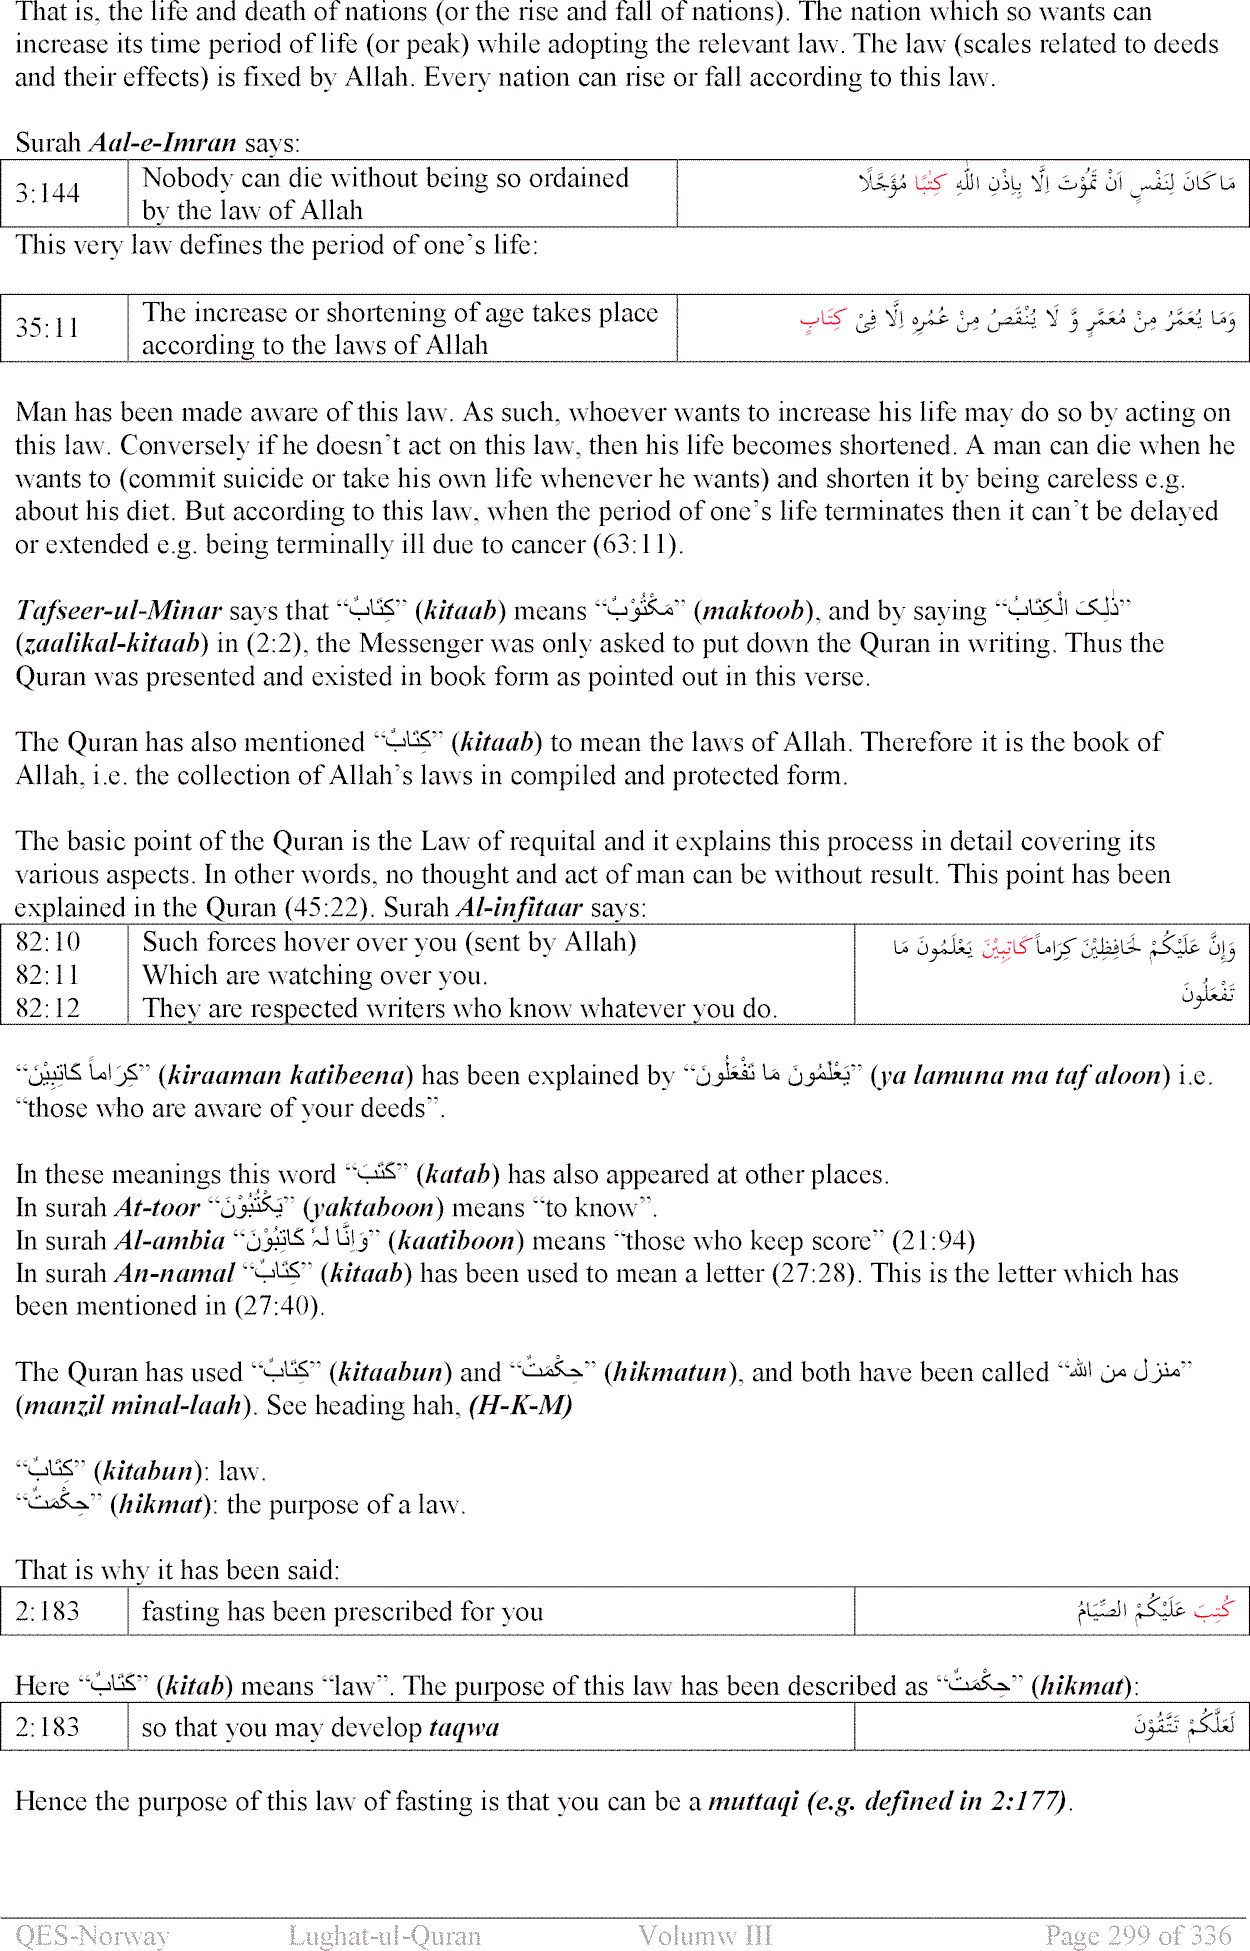 That is, the life and death of nations (or the rise and fall of nations). The nation which so wants can
increase its time period of life (or peak) while adopting the relevant law. The law (scales related to deeds
and their effects) is fixed by Allah. Every nation can rise or fall according to this law.
Surah Aal-e-Imran says:
3:144 Nobody can die without being so ordained
by the law of Allah
مَا كَانَ لِنَفْسٍ اَنْ تَمُوْتَ اِلَّا بِاِذْنِ اللّٰهِ كِتٰبًا مُؤَجَّلًا
This very law defines the period of one’s life:
35:11 The increase or shortening of age takes place
according to the laws of Allah
وَمَا يُعَمَّرُ مِنْ مُعَمَّرٍ وَّ لَا يُنْقَصُ مِنْ عُمُرِهِ اِلَّا فِىْ كِتَابٍ
Man has been made aware of this law. As such, whoever wants to increase his life may do so by acting on
this law. Conversely if he doesn’t act on this law, then his life becomes shortened. A man can die when he
wants to (commit suicide or take his own life whenever he wants) and shorten it by being careless e.g.
about his diet. But according to this law, when the period of one’s life terminates then it can’t be delayed
or extended e.g. being terminally ill due to cancer (63:11).
Tafseer-ul-Minar says that “کِتَابٌ” (kitaab) means “مَکْتُوْبٌ” (maktoob), and by saying “ذٰلِکَ الْکِتَابُ”
(zaalikal-kitaab) in (2:2), the Messenger was only asked to put down the Quran in writing. Thus the
Quran was presented and existed in book form as pointed out in this verse.
The Quran has also mentioned “کِتَابٌ” (kitaab) to mean the laws of Allah. Therefore it is the book of
Allah, i.e. the collection of Allah’s laws in compiled and protected form.
The basic point of the Quran is the Law of requital and it explains this process in detail covering its
various aspects. In other words, no thought and act of man can be without result. This point has been
explained in the Quran (45:22). Surah Al-infitaar says:
82:10 Such forces hover over you (sent by Allah)
82:11 Which are watching over you.
82:12 They are respected writers who know whatever you do.
وَإِنَّ عَلَيْكُمْ لَحَافِظِيْنَ كِرَاماً كَاتِبِيْنَ يَعْلَمُونَ مَا
تَفْعَلُونَ
“کِرَاماً کَاتِبِيْنَ” (kiraaman katibeena) has been explained by “يَعْلَمُونَ مَا تَفْعَلُونَ” (ya lamuna ma taf aloon) i.e.
“those who are aware of your deeds”.
In these meanings this word “کَتَبَ” (katab) has also appeared at other places.
In surah At-toor “يَکْتُبُوْنَ” (yaktaboon) means “to know”.
In surah Al-ambia “وَاِنَّا لَہٗ کَاتِبُوْنَ” (kaatiboon) means “those who keep score” (21:94)
In surah An-namal “کِتَابٌ” (kitaab) has been used to mean a letter (27:28). This is the letter which has
been mentioned in (27:40).
The Quran has used “کِتَابٌ” (kitaabun) and “حِکْمَتٌ” (hikmatun), and both have been called “منزل من الله”
(manzil minal-laah). See heading hah, (H-K-M)
“کِتَابٌ” (kitabun): law.
“حِکْمَتٌ” (hikmat): the purpose of a law.
That is why it has been said:
2:183 fasting has been prescribed for you كُتِبَ عَلَيْكُمْ الصِّيَامُ
Here “کَتَابٌ” (kitab) means “law”. The purpose of this law has been described as “حِکْمَتٌ” (hikmat):
2:183 so that you may develop taqwa لَعَلَّكُمْ تَتَّقُوْنَ
Hence the purpose of this law of fasting is that you can be a muttaqi (e.g. defined in 2:177).
QES-Norway Lughat-ul-Quran Volumw III Page 299 of 336